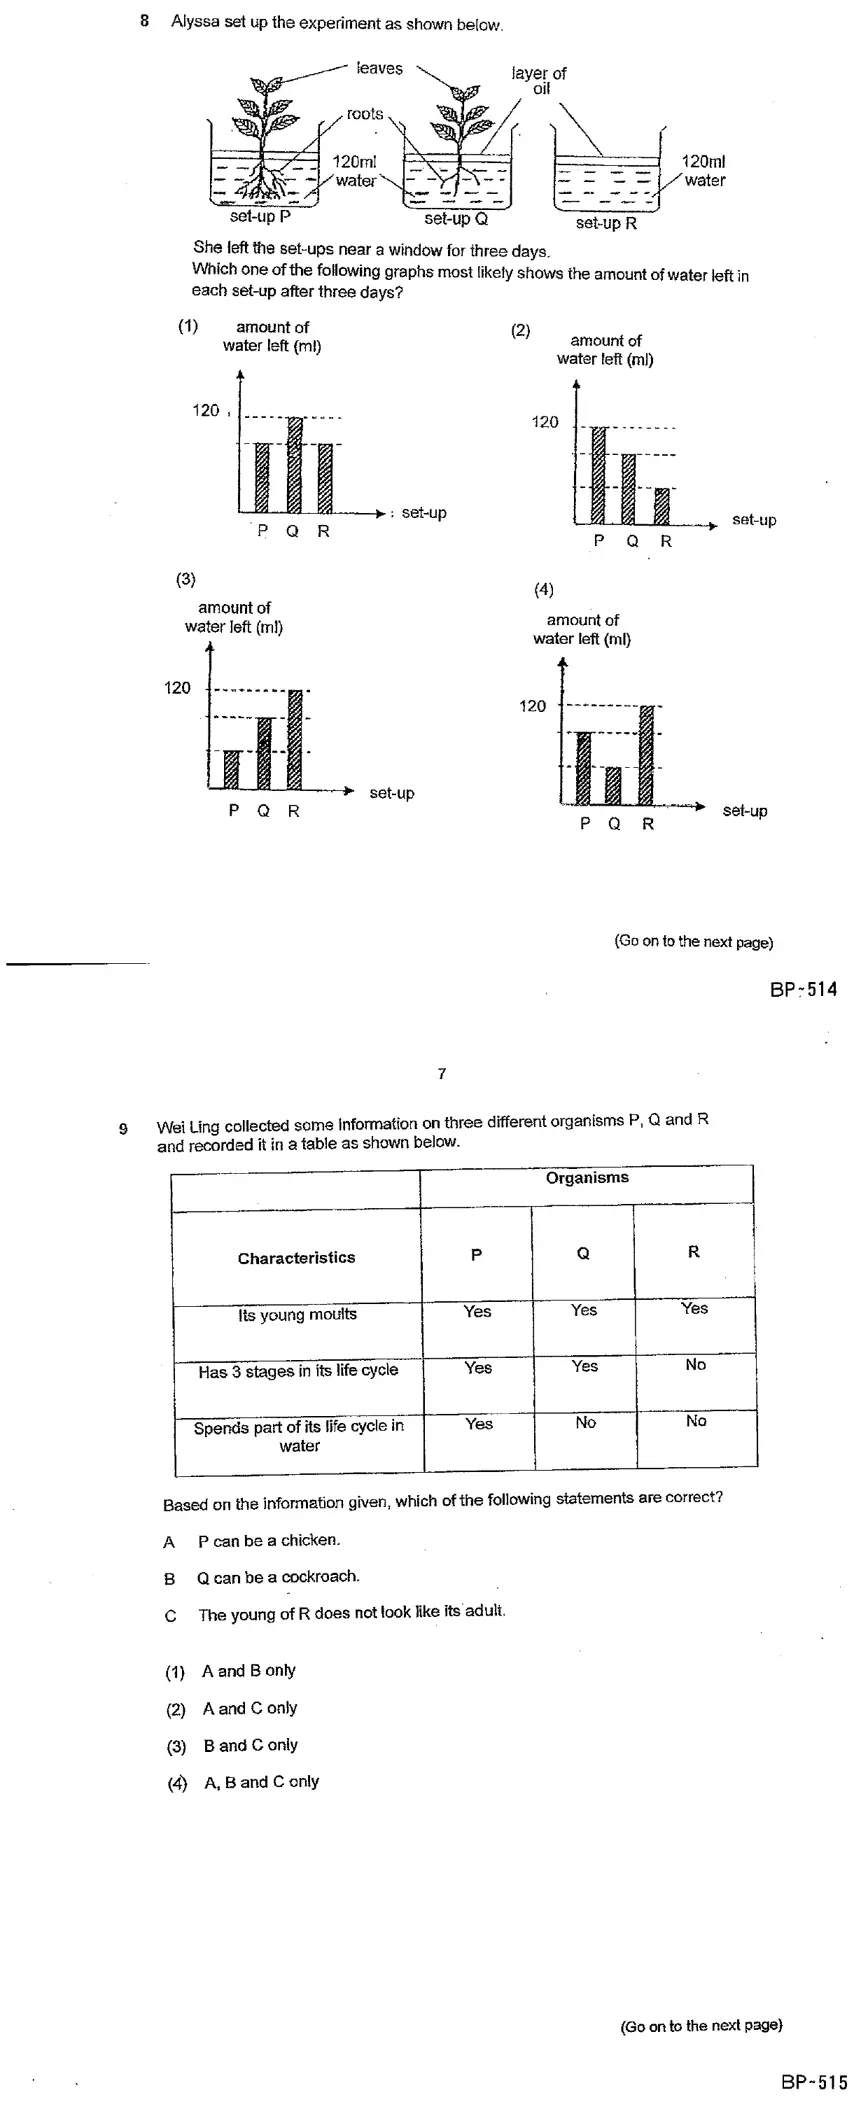 8 Alyssa set up the experiment as shown below.
leaves
layer of
oil
roots
120ml
water
120ml
water
set-up P
set-up Q
set-up R
She left the set-ups near a window for three days.
Which one of the following graphs most likely shows the amount of water left in
each set-up after three days?
(1) amount of
water left (ml)
120
set-up
P Q R
(2) amount of
water left (ml)
120
set-up
P Q R
(3)
amount of
water left (ml)
120
set-up
P Q R
(4)
amount of
water left (ml)
120
set-up
P Q R
(Go on to the next page)
BP-514
7
9 Wei Ling collected some information on three different organisms P, Q and R
and recorded it in a table as shown below.
Organisms
Characteristics P Q R
Its young moults Yes Yes Yes
Has 3 stages in its life cycle Yes Yes No
Spends part of its life cycle in Yes No No
water
Based on the information given, which of the following statements are correct?
A P can be a chicken.
B Q can be a cockroach.
C The young of R does not look like its adult.
(1) A and B only
(2) A and C only
(3) B and C only
(4) A, B and C only
(Go on to the next page)
BP-515